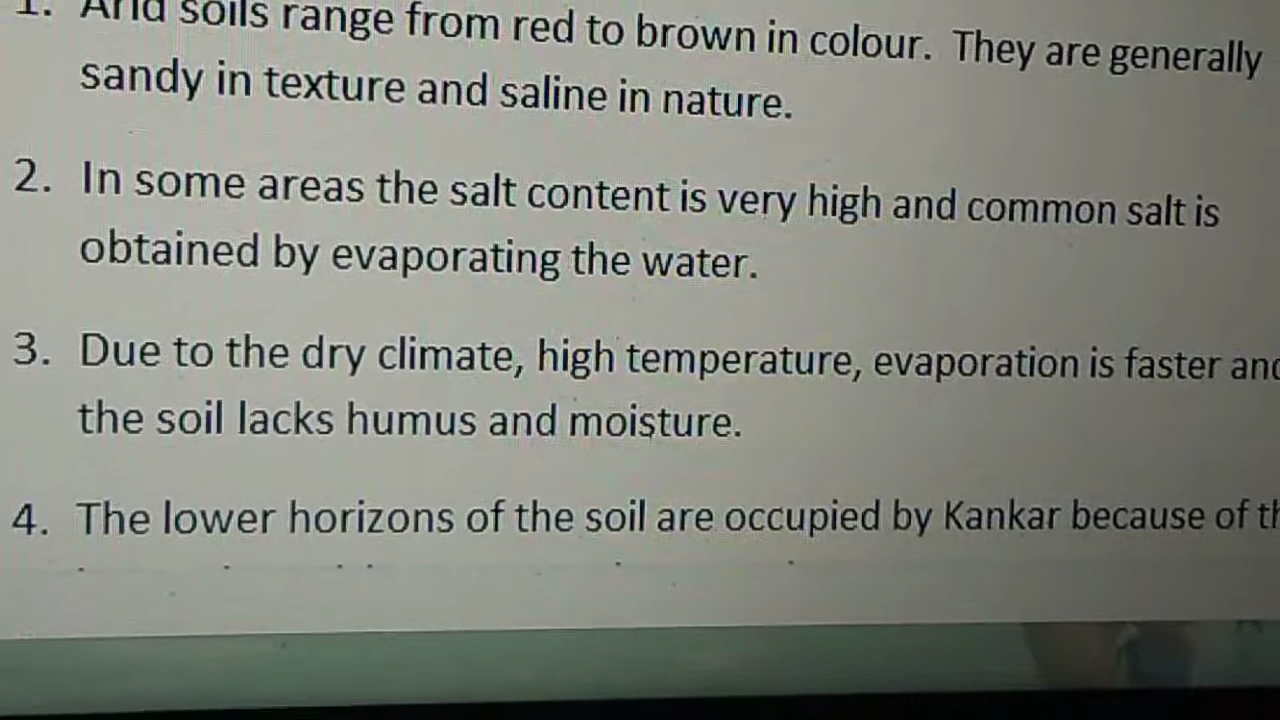 1. Arid soils range from red to brown in colour. They are generally
sandy in texture and saline in nature.
2. In some areas the salt content is very high and common salt is
obtained by evaporating the water.
3. Due to the dry climate, high temperature, evaporation is faster and
the soil lacks humus and moisture.
4. The lower horizons of the soil are occupied by Kankar because of